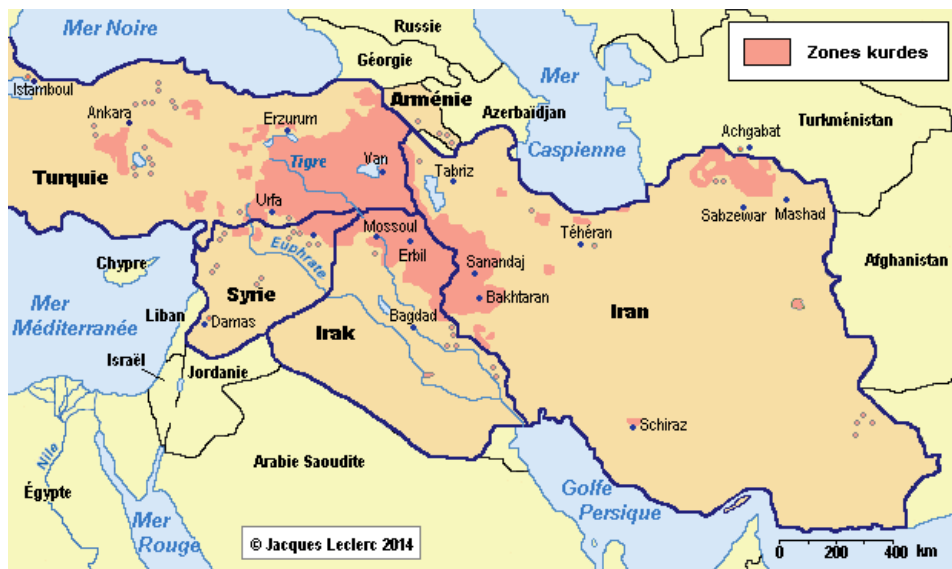 Mer Noire
Russie
Géorgie
Zones kurdes
Mer
Caspienne
Istamboul
Ankara
Erzurum
Arménie
Azerbaïdjan
Turkménistan
Achgabat
Tigre
Van
Tabriz
Turquie
Urfa
Sabzewar
Mashad
Mossoul
Téhéran
Euphrate
Erbil
Sanandaj
Chypre
Afghanistan
Syrie
Bakhtaran
Mer
Méditerranée
Liban
Damas
Irak
Bagdad
Iran
Israël
Jordanie
Schiraz
Nile
Arabie Saoudite
Égypte
Golfe
Persique
Mer
Rouge
© Jacques Leclerc 2014
0 200 400 km